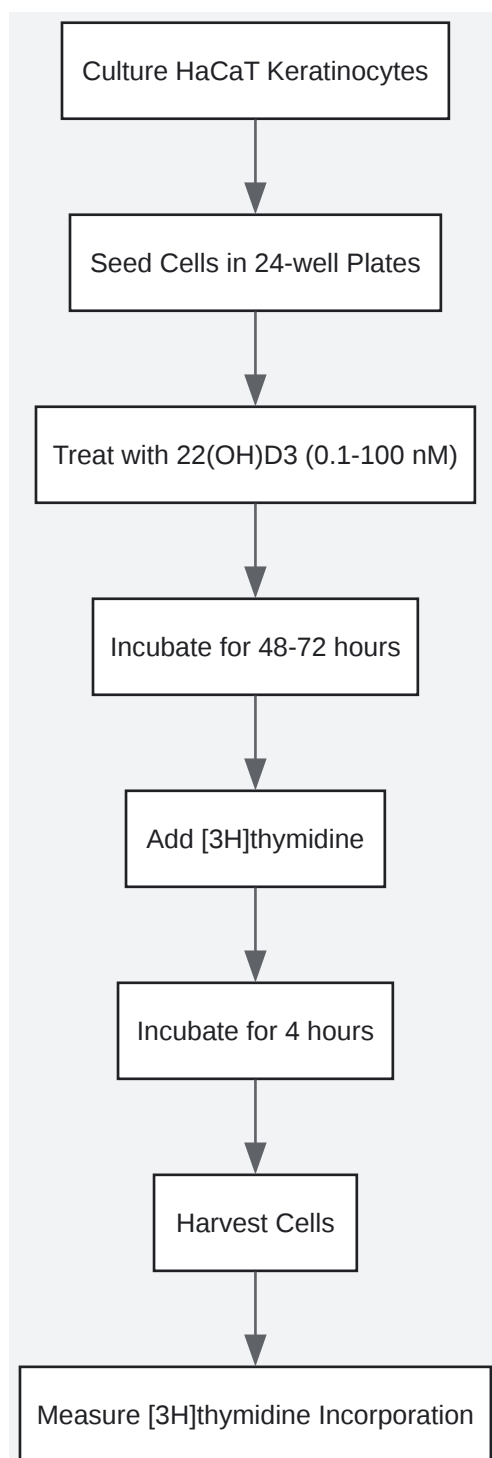 Culture HaCaT Keratinocytes
Seed Cells in 24-well Plates
Treat with 22(OH)D3 (0.1-100 nM)
Incubate for 48-72 hours
Add [3H]thymidine
Incubate for 4 hours
Harvest Cells
Measure [3H]thymidine Incorporation